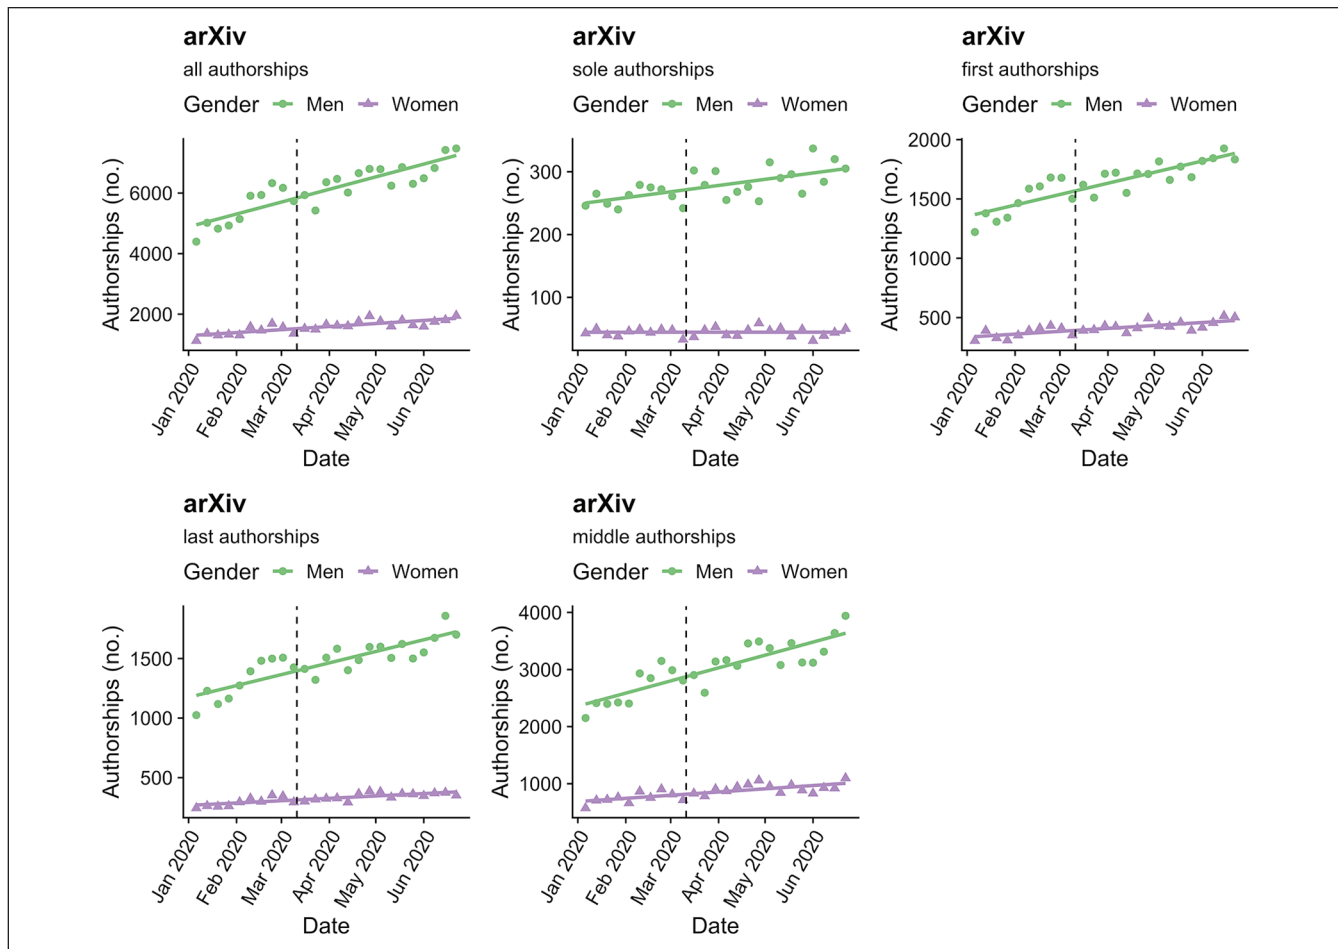 arXiv
all authorships
Gender Men Women
Authorships (no.)
6000
4000
2000
Jan 2020
Feb 2020
Mar 2020
Apr 2020
May 2020
Jun 2020
Date
arXiv
sole authorships
Gender Men Women
Authorships (no.)
300
200
100
Jan 2020
Feb 2020
Mar 2020
Apr 2020
May 2020
Jun 2020
Date
arXiv
first authorships
Gender Men Women
Authorships (no.)
2000
1500
1000
500
Jan 2020
Feb 2020
Mar 2020
Apr 2020
May 2020
Jun 2020
Date
arXiv
last authorships
Gender Men Women
Authorships (no.)
1500
1000
500
Jan 2020
Feb 2020
Mar 2020
Apr 2020
May 2020
Jun 2020
Date
arXiv
middle authorships
Gender Men Women
Authorships (no.)
4000
3000
2000
1000
Jan 2020
Feb 2020
Mar 2020
Apr 2020
May 2020
Jun 2020
Date